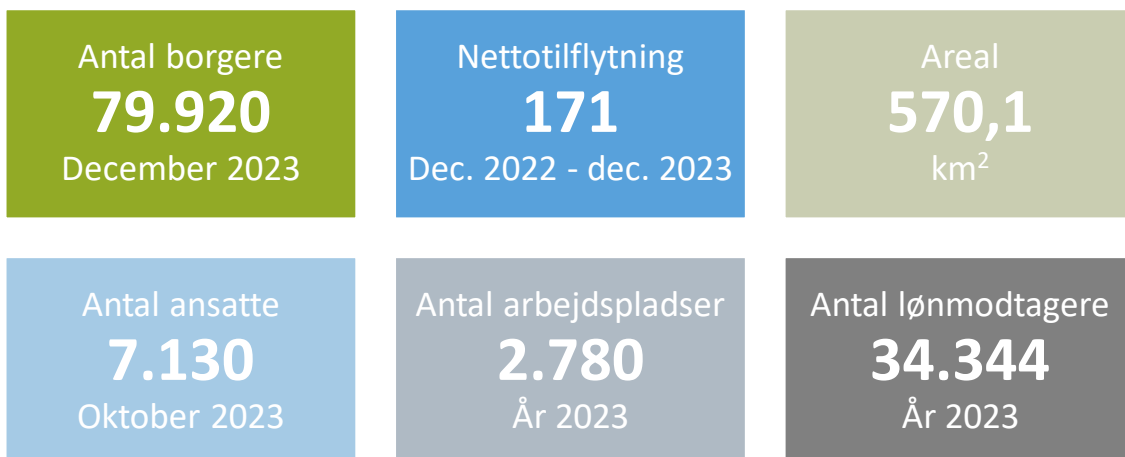 Antal borgere
79.920
December 2023
Nettotilflytning
171
Dec. 2022 - dec. 2023
Areal
570,1
km²
Antal ansatte
7.130
Oktober 2023
Antal arbejdspladser
2.780
År 2023
Antal lønmodtagere
34.344
År 2023